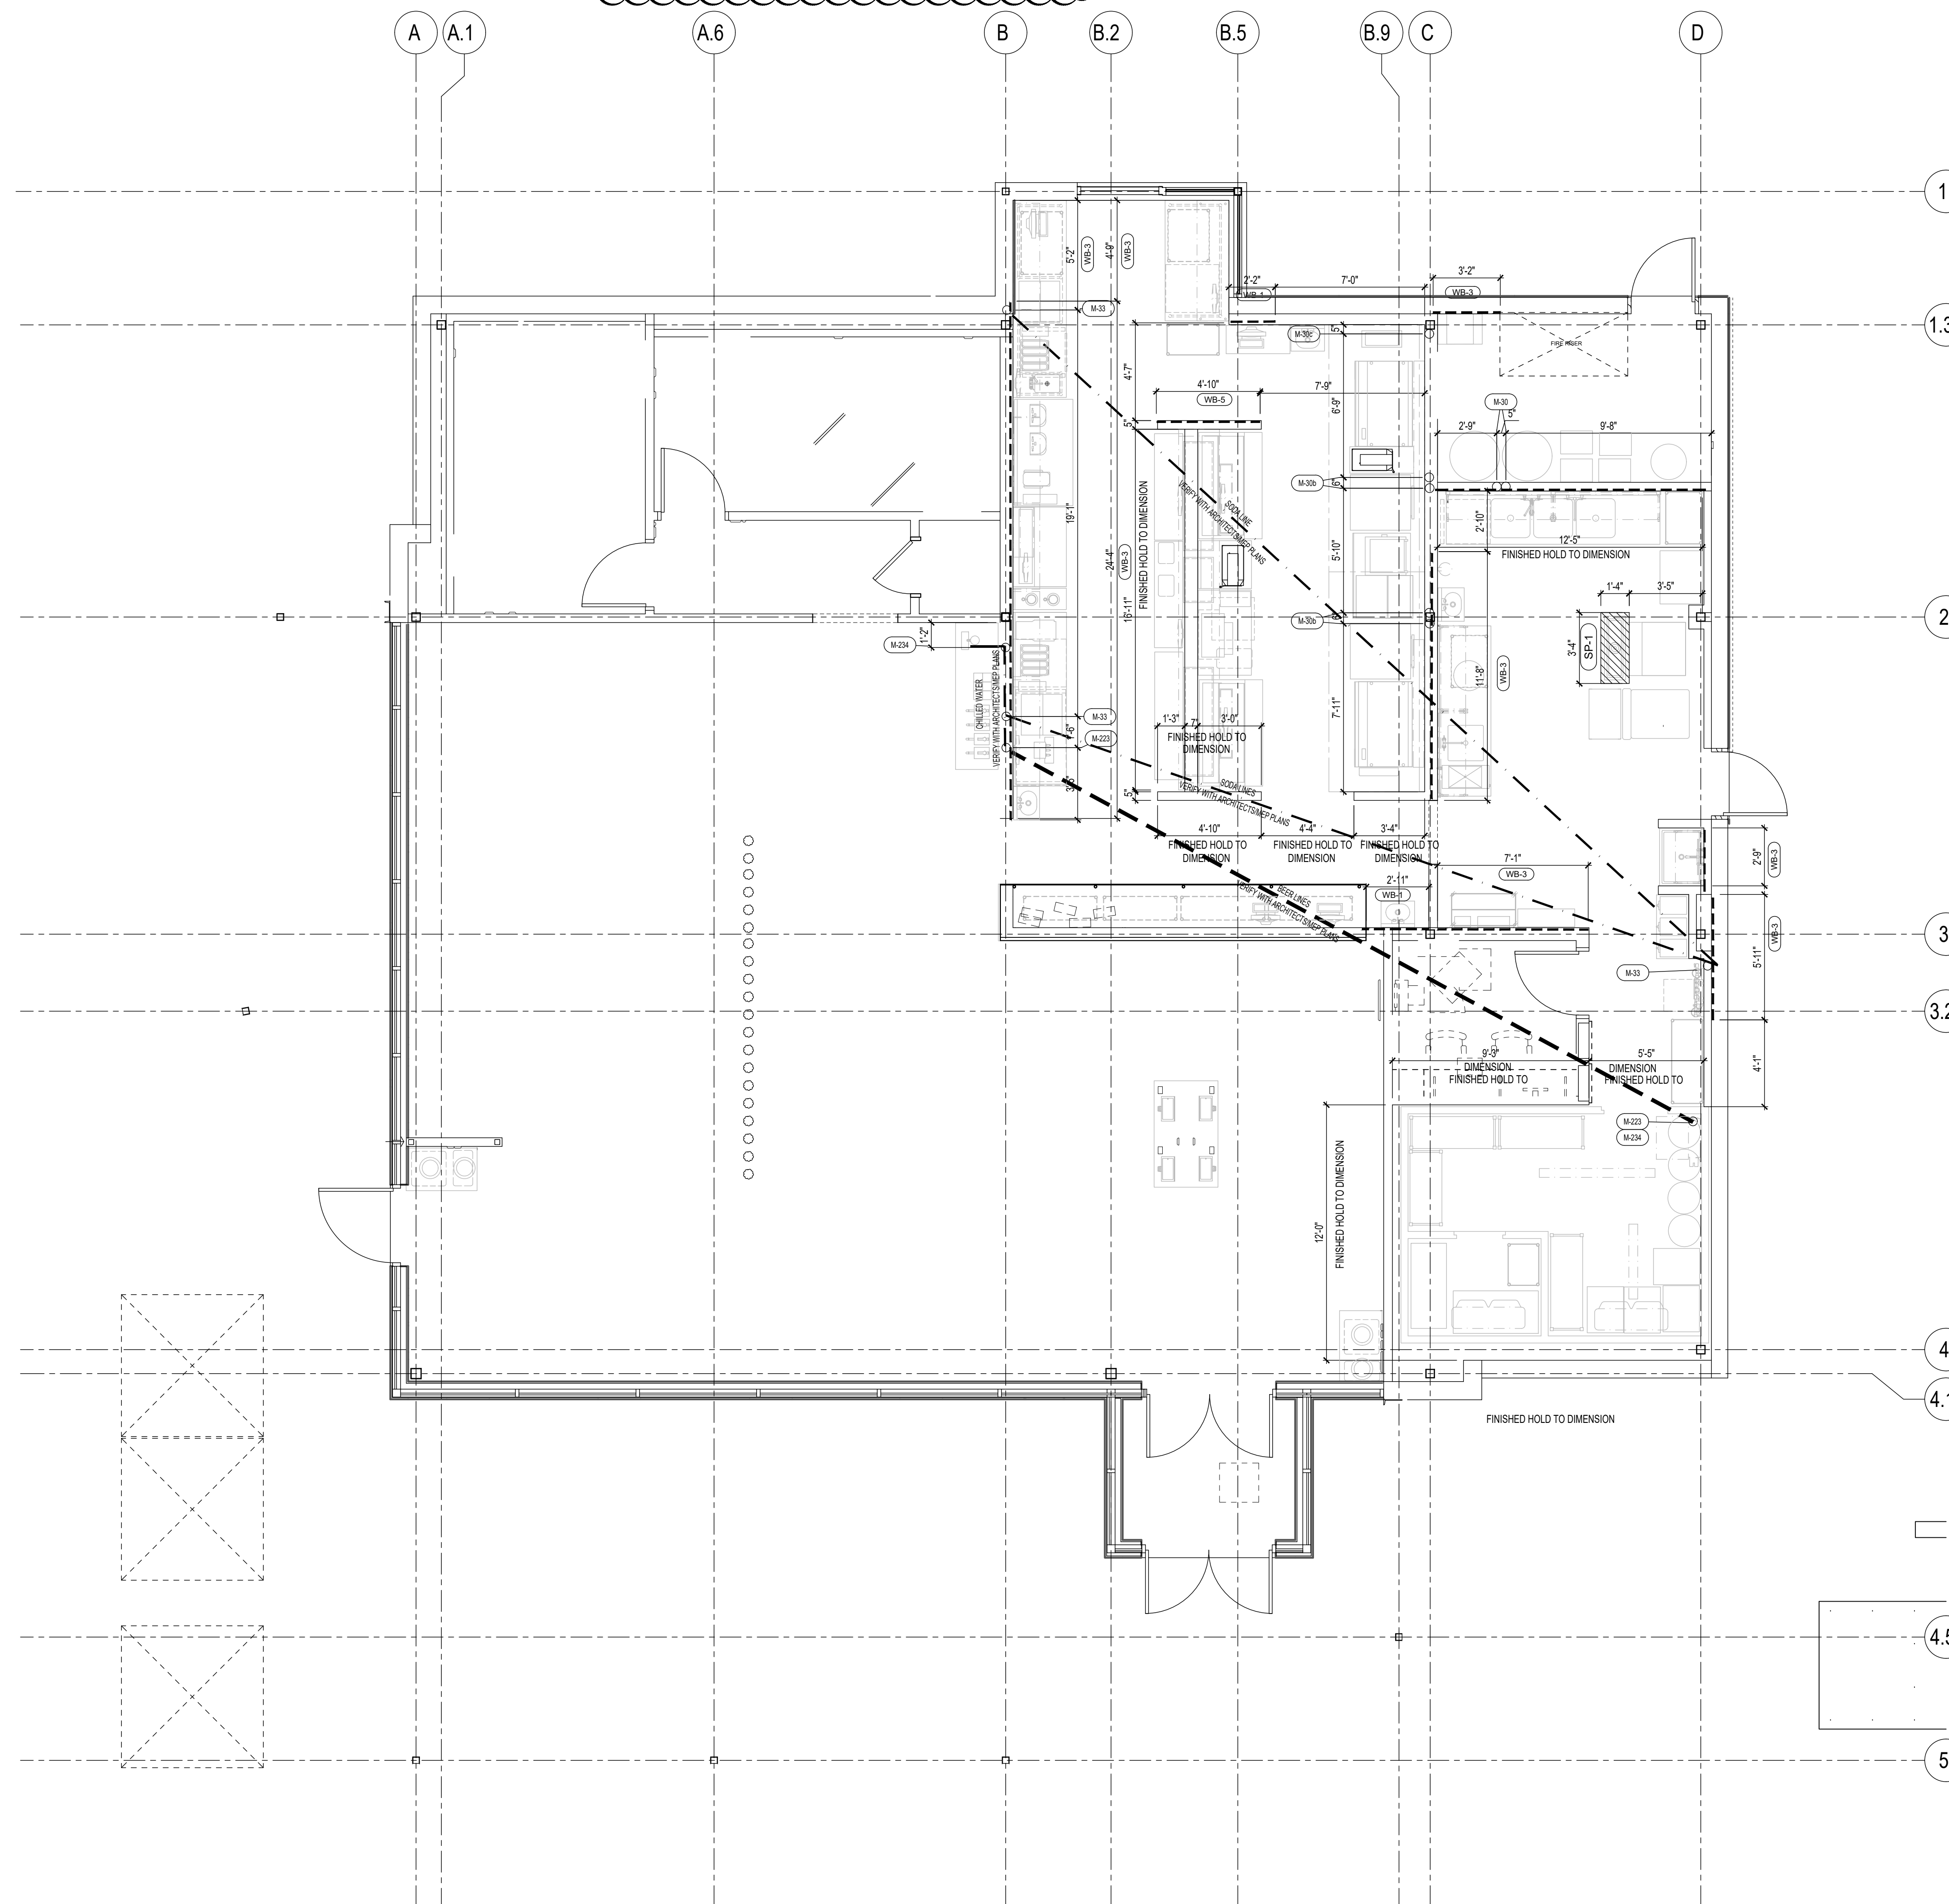 A
A.1
A.6
B
B.2
B.5
B.9
C
D
1
5'-2"
WB-3
4'-9"
WB-3
2'-2"
7'-0"
WB-1
3'-2"
WB-3
M-33
1.3
M-30c
5"
FIRE RISER
4'-7"
4'-10"
WB-5
7'-9"
6'-9"
5"
M-30
5"
2'-9"
9'-8"
M-30b
6"
FINISHED HOLD TO DIMENSION
SODA LINE
VERIFY WITH ARCHITECTS/MEP PLANS
19'-1"
24'-4"
WB-3
16'-11"
5'-10"
2'-10"
12'-5"
FINISHED HOLD TO DIMENSION
1'-4"
3'-5"
M-30b
2
M-234
1'-2"
CHILLED WATER
VERIFY WITH ARCHITECTS/MEP PLANS
3'-4"
SP-1
11'-8"
WB-3
M-33
M-223
1'-3"
7"
3'-0"
FINISHED HOLD TO
DIMENSION
7'-11"
5"
SODA LINES
VERIFY WITH ARCHITECTS/MEP PLANS
4'-10"
FINISHED HOLD TO
DIMENSION
4'-4"
FINISHED HOLD TO
DIMENSION
3'-4"
FINISHED HOLD TO
DIMENSION
7'-1"
WB-3
2'-9"
WB-3
2'-11"
WB-1
BEER LINES
VERIFY WITH ARCHITECTS/MEP PLANS
3
5'-11"
WB-3
M-33
3.2
9'-3"
DIMENSION
FINISHED HOLD TO
5'-5"
DIMENSION
FINISHED HOLD TO
4'-1"
M-223
M-234
12'-0"
FINISHED HOLD TO DIMENSION
4
4.1
FINISHED HOLD TO DIMENSION
4.5
5